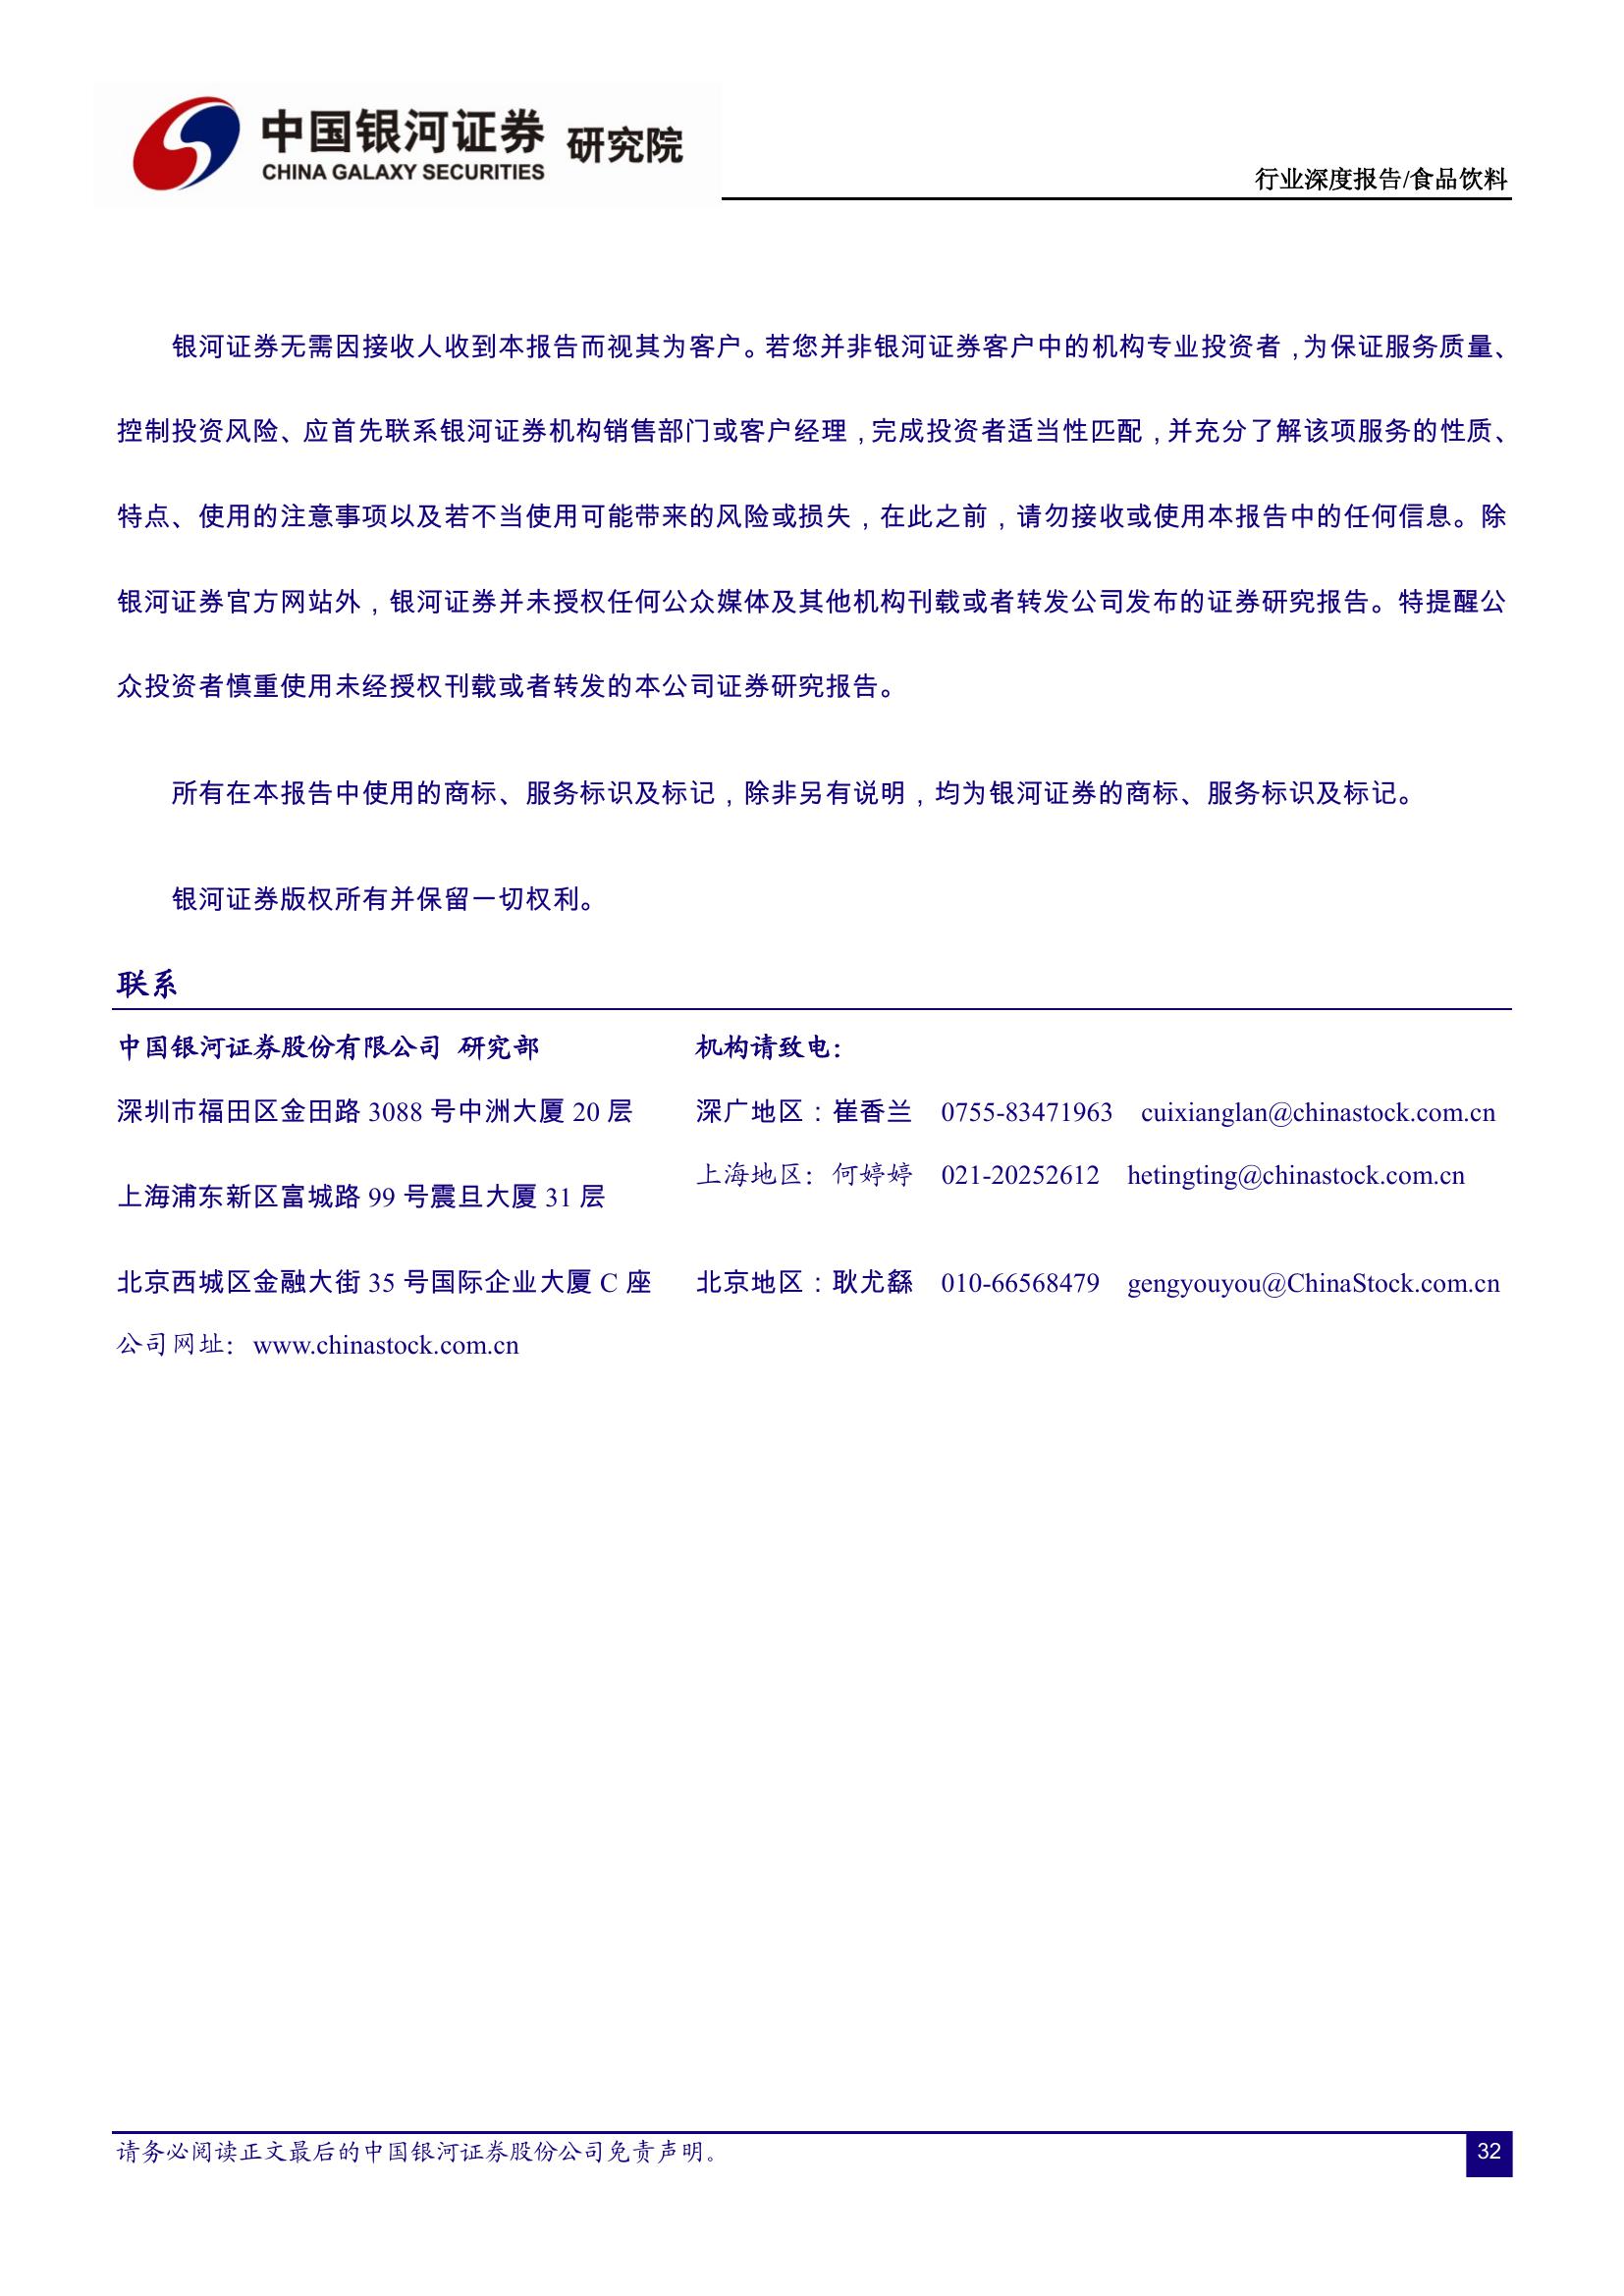 中国银河证券 研究院
CHINA GALAXY SECURITIES
行业深度报告/食品饮料
银河证券无需因接收人收到本报告而视其为客户。若您并非银河证券客户中的机构专业投资者，为保证服务质量、
控制投资风险、应首先联系银河证券机构销售部门或客户经理，完成投资者适当性匹配，并充分了解该项服务的性质、
特点、使用的注意事项以及若不当使用可能带来的风险或损失，在此之前，请勿接收或使用本报告中的任何信息。除
银河证券官方网站外，银河证券并未授权任何公众媒体及其他机构刊载或者转发公司发布的证券研究报告。特提醒公
众投资者慎重使用未经授权刊载或者转发的本公司证券研究报告。
所有在本报告中使用的商标、服务标识及标记，除非另有说明，均为银河证券的商标、服务标识及标记。
银河证券版权所有并保留一切权利。
联系
中国银河证券股份有限公司 研究部 机构请致电：
深圳市福田区金田路 3088 号中洲大厦 20 层 深广地区：崔香兰 0755-83471963 cuixianglan@chinastock.com.cn
上海地区：何婷婷 021-20252612 hetingting@chinastock.com.cn
上海浦东新区富城路 99 号震旦大厦 31 层
北京西城区金融大街 35 号国际企业大厦 C 座 北京地区：耿尤繇 010-66568479 gengyouyou@ChinaStock.com.cn
公司网址：www.chinastock.com.cn
请务必阅读正文最后的中国银河证券股份公司免责声明。
32